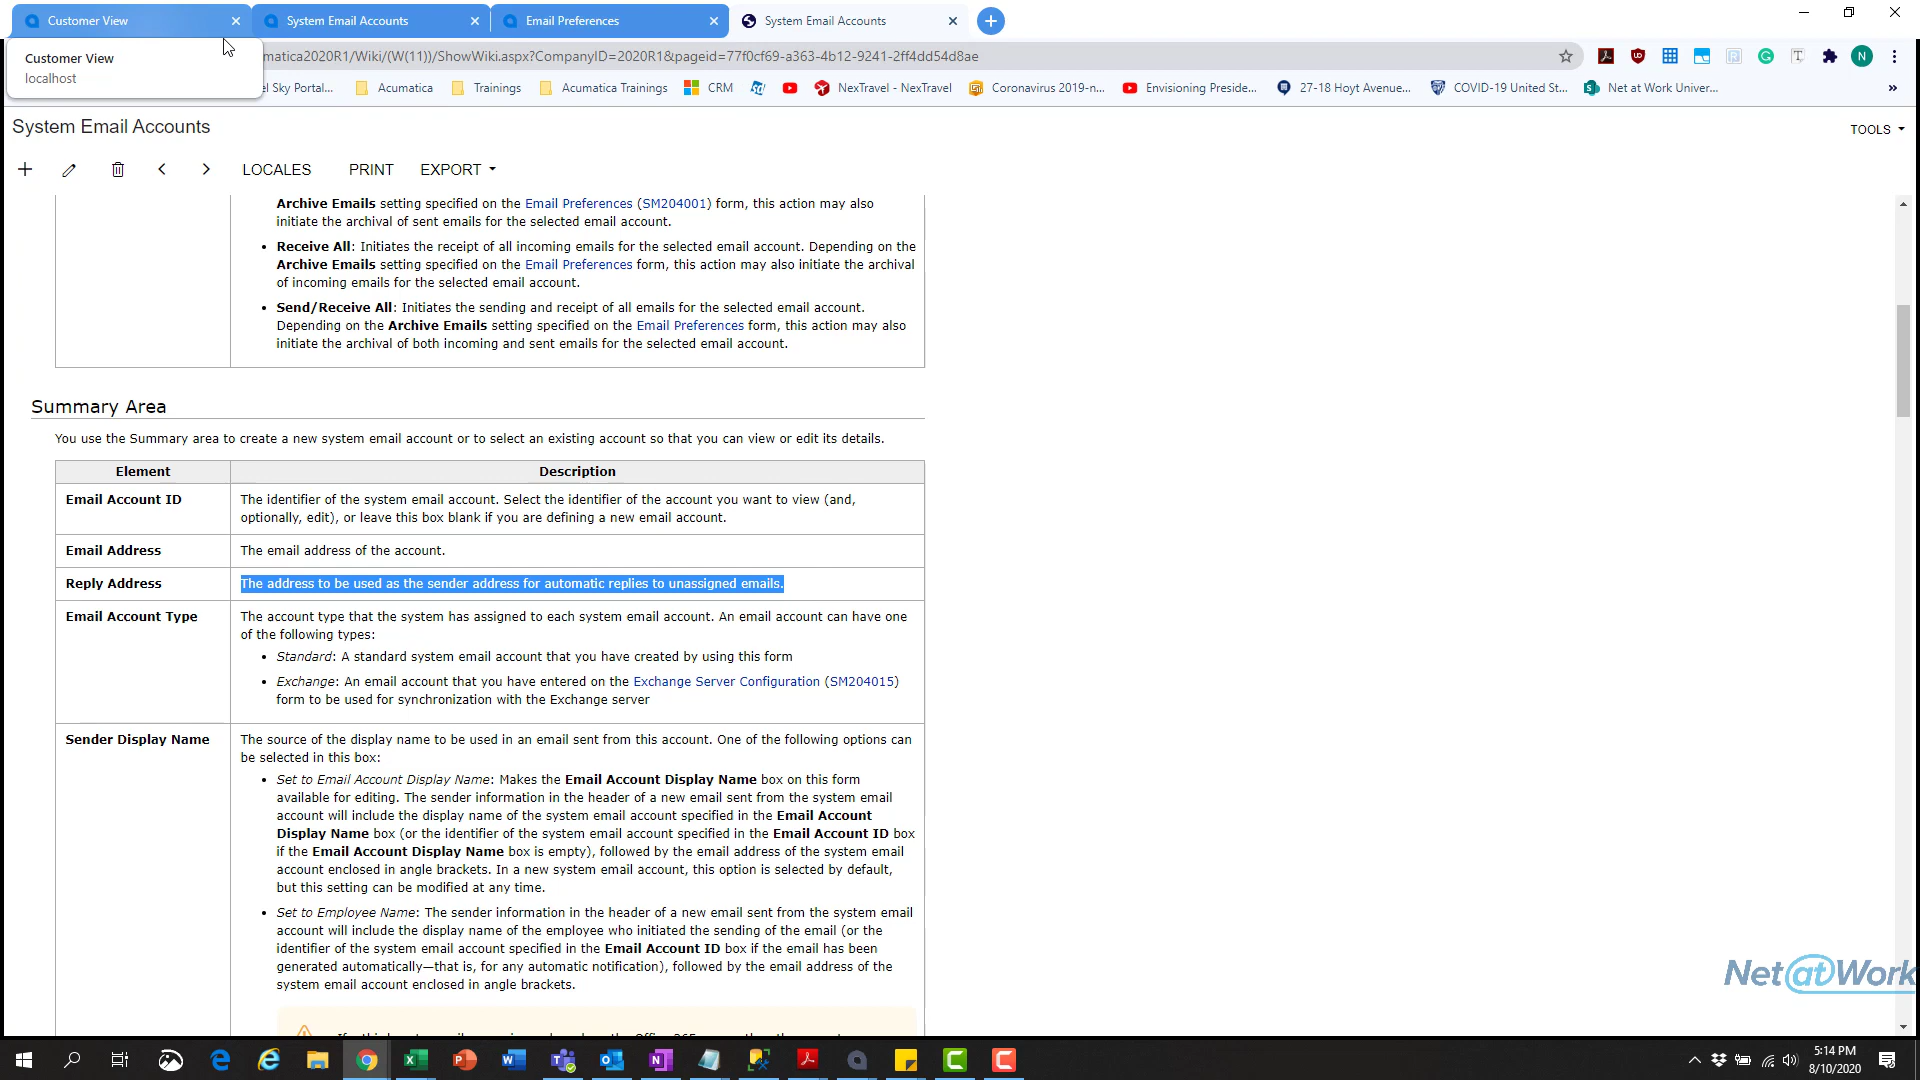 Customer View
System Email Accounts
Email Preferences
System Email Accounts
Customer View
localhost
matica2020R1/Wiki/(W(11))/ShowWiki.aspx?CompanyID=2020R1&pageid=77f0cf69-a363-4b12-9241-2ff4dd54d8ae
el Sky Portal... Acumatica Trainings Acumatica Trainings CRM NexTravel - NexTravel Coronavirus 2019-n... Envisioning Preside... 27-18 Hoyt Avenue... COVID-19 United St... Net at Work Univer...
System Email Accounts
TOOLS
LOCALES PRINT EXPORT
Archive Emails setting specified on the Email Preferences (SM204001) form, this action may also
initiate the archival of sent emails for the selected email account.
• Receive All: Initiates the receipt of all incoming emails for the selected email account. Depending on the
Archive Emails setting specified on the Email Preferences form, this action may also initiate the archival
of incoming emails for the selected email account.
• Send/Receive All: Initiates the sending and receipt of all emails for the selected email account.
Depending on the Archive Emails setting specified on the Email Preferences form, this action may also
initiate the archival of both incoming and sent emails for the selected email account.
Summary Area
You use the Summary area to create a new system email account or to select an existing account so that you can view or edit its details.
Element Description
Email Account ID
The identifier of the system email account. Select the identifier of the account you want to view (and,
optionally, edit), or leave this box blank if you are defining a new email account.
Email Address
The email address of the account.
Reply Address
The address to be used as the sender address for automatic replies to unassigned emails.
Email Account Type
The account type that the system has assigned to each system email account. An email account can have one
of the following types:
• Standard: A standard system email account that you have created by using this form
• Exchange: An email account that you have entered on the Exchange Server Configuration (SM204015)
form to be used for synchronization with the Exchange server
Sender Display Name
The source of the display name to be used in an email sent from this account. One of the following options can
be selected in this box:
• Set to Email Account Display Name: Makes the Email Account Display Name box on this form
available for editing. The sender information in the header of a new email sent from the system email
account will include the display name of the system email account specified in the Email Account
Display Name box (or the identifier of the system email account specified in the Email Account ID box
if the Email Account Display Name box is empty), followed by the email address of the system email
account enclosed in angle brackets. In a new system email account, this option is selected by default,
but this setting can be modified at any time.
• Set to Employee Name: The sender information in the header of a new email sent from the system email
account will include the display name of the employee who initiated the sending of the email (or the
identifier of the system email account specified in the Email Account ID box if the email has been
generated automatically—that is, for any automatic notification), followed by the email address of the
system email account enclosed in angle brackets.
Net at Work
5:14 PM
8/10/2020